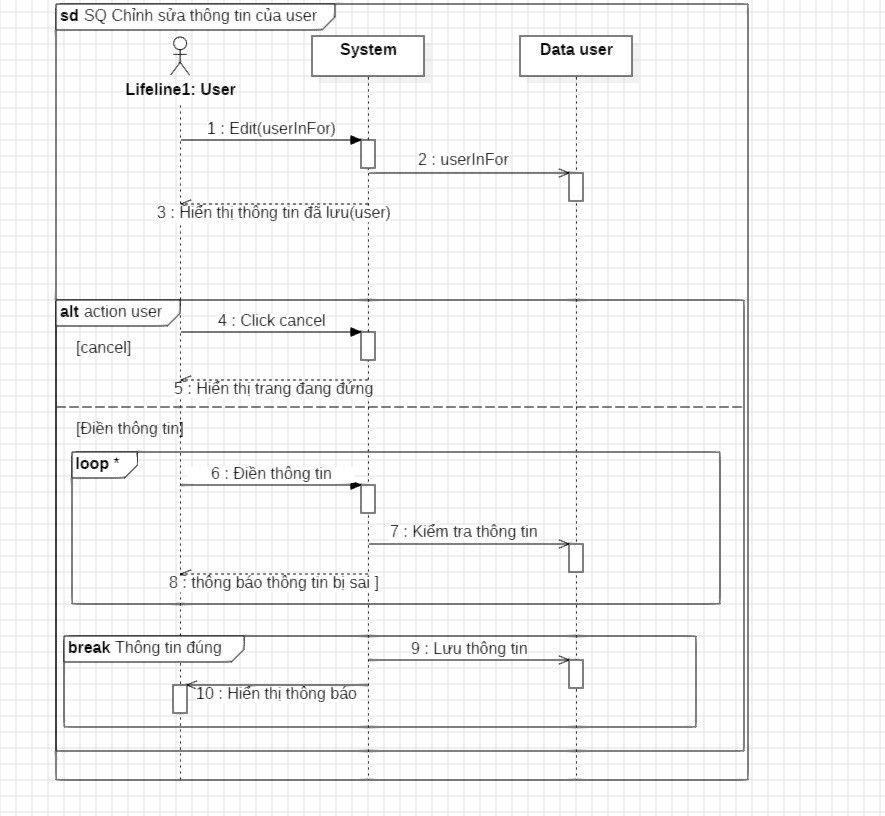 sd SQ Chỉnh sửa thông tin của user
System
Data user
Lifeline1: User
1 : Edit(userInFor)
2 : userInFor
3 : Hiển thị thông tin đã lưu(user)
alt action user
4 : Click cancel
[cancel]
5 : Hiển thị trang đang đứng
[Điền thông tin]
loop *
6 : Điền thông tin
7 : Kiểm tra thông tin
8 : thông báo thông tin bị sai ]
break Thông tin đúng
9 : Lưu thông tin
10 : Hiển thị thông báo